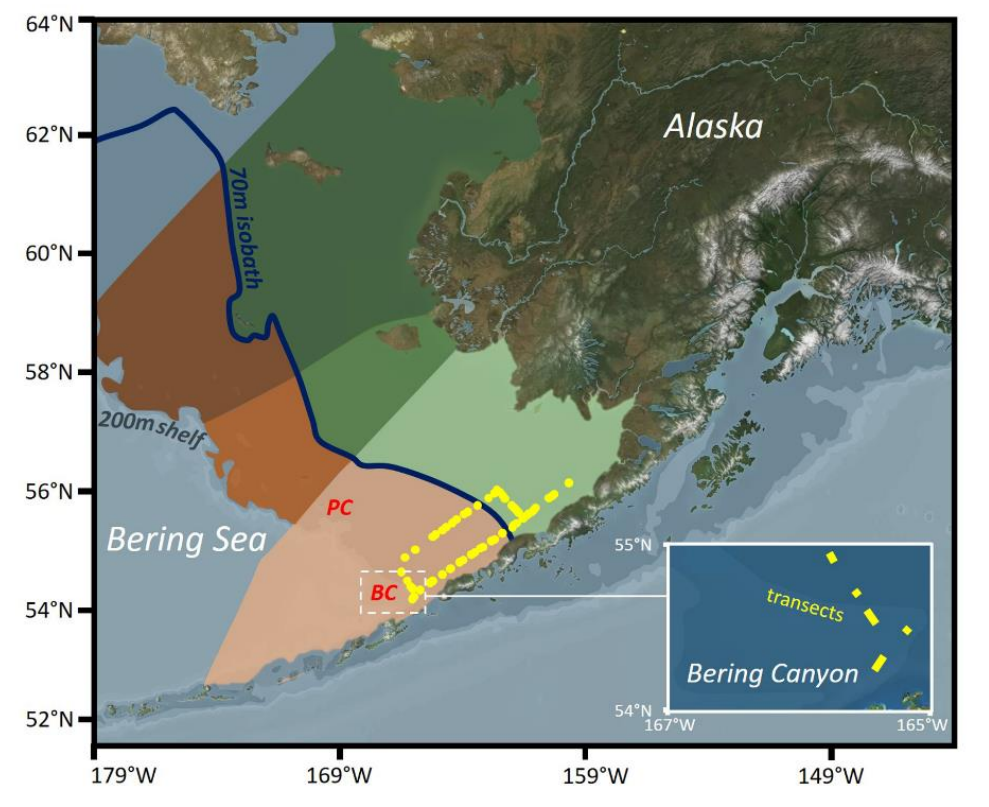 64°N
62°N
60°N
58°N
56°N
54°N
52°N
179°W
169°W
159°W
149°W
Alaska
70m isobath
200m shelf
PC
Bering Sea
BC
55°N
transects
Bering Canyon
54°N
167°W
165°W